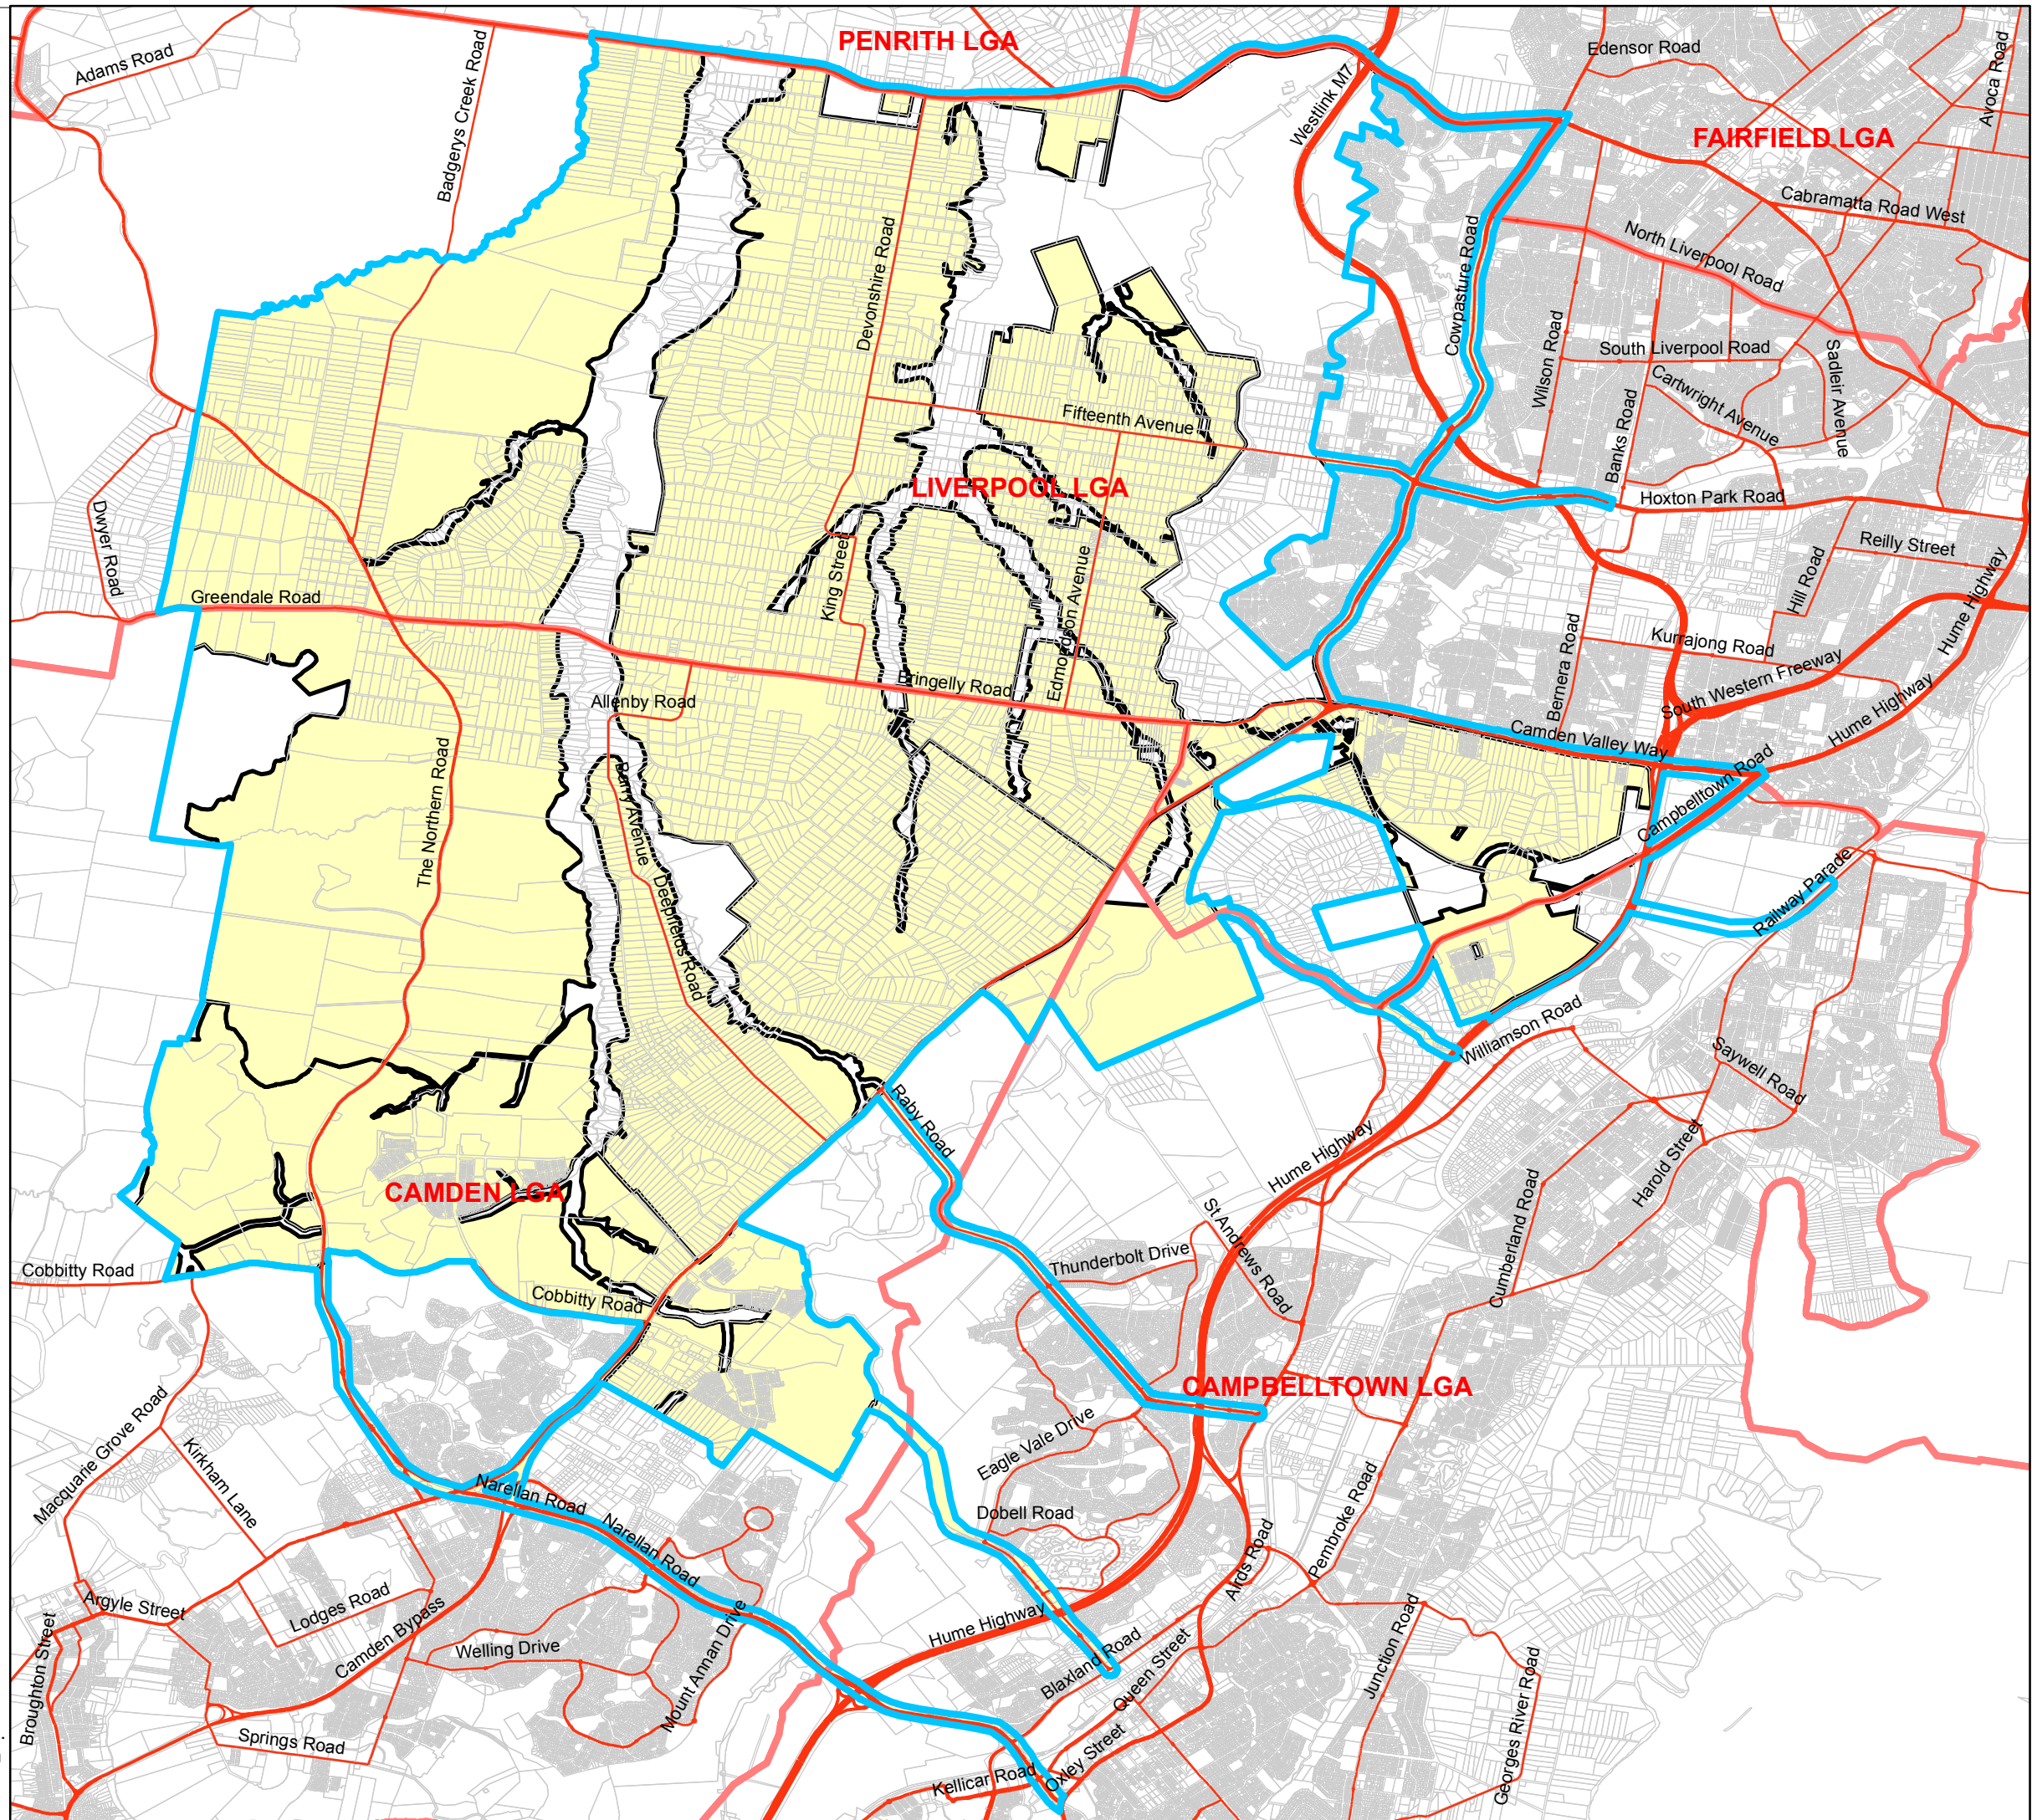 PENRITH LGA
Adams Road
Badgerys Creek Road
Westlink M7
Edensor Road
Avoca Road
FAIRFIELD LGA
Cabramatta Road West
North Liverpool Road
Cowpasture Road
Devonshire Road
Wilson Road
South Liverpool Road
Sadleir Avenue
Cartwright Avenue
Banks Road
Fifteenth Avenue
LIVERPOOL LGA
Hoxton Park Road
Dwyer Road
Reilly Street
King Street
Hill Road
Hume Highway
Greendale Road
Edmondson Avenue
Bernera Road
Kurrajong Road
South Western Freeway
Bringelly Road
Allenby Road
Hume Highway
Camden Valley Way
Campbelltown Road
The Northern Road
Deepfields Road
Railway Parade
Williamson Road
Saywell Road
Raby Road
Hume Highway
Harold Street
CAMDEN LGA
Cumberland Road
St Andrews Road
Thunderbolt Drive
Cobbitty Road
Cobbitty Road
CAMPBELLTOWN LGA
Macquarie Grove Road
Kirkham Lane
Eagle Vale Drive
Narellan Road
Narellan Road
Dobell Road
Pembroke Road
Airds Road
Argyle Street
Lodges Road
Camden Bypass
Welling Drive
Mount Annan Drive
Hume Highway
Blaxland Road
Queen Street
Junction Road
Georges River Road
Broughton Street
Springs Road
Kellicar Road
Oxley Street